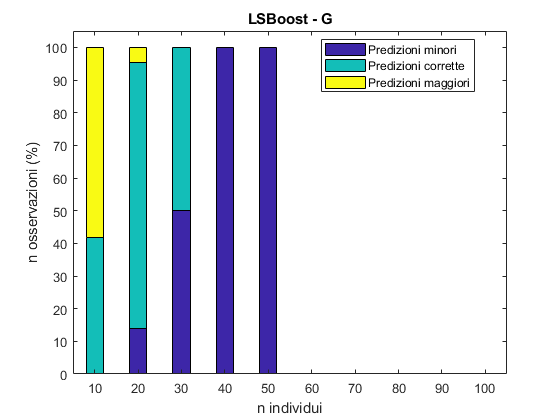 LSBoost - G
Predizioni minori
Predizioni corrette
Predizioni maggiori
n osservazioni (%)
100
90
80
70
60
50
40
30
20
10
0
10 20 30 40 50 60 70 80 90 100
n individui